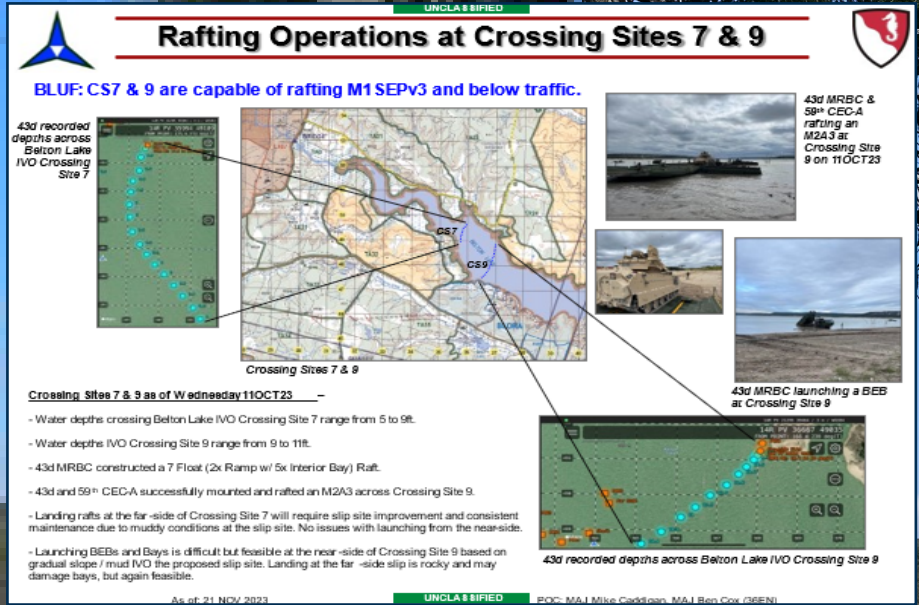 UNCLASSIFIED
Rafting Operations at Crossing Sites 7 & 9
BLUF: CS7 & 9 are capable of rafting M1SEPv3 and below traffic.
43d recorded
depths across
Belton Lake
IVO Crossing
Site 7
CS7
CS9
Crossing Sites 7 & 9
43d MRBC &
59th CEC-A
rafting an
M2A3 at
Crossing Site
9 on 11OCT23
43d MRBC launching a BEB
at Crossing Site 9
Crossing Sites 7 & 9 as of Wednesday 11OCT23 –
- Water depths crossing Belton Lake IVO Crossing Site 7 range from 5 to 9ft.
- Water depths IVO Crossing Site 9 range from 9 to 11ft.
- 43d MRBC constructed a 7 Float (2x Ramp w/ 5x Interior Bay) Raft.
- 43d and 59th CEC-A successfully mounted and rafted an M2A3 across Crossing Site 9.
- Landing rafts at the far -side of Crossing Site 7 will require slip site improvement and consistent
maintenance due to muddy conditions at the slip site. No issues with launching from the near-side.
- Launching BEBs and Bays is difficult but feasible at the near -side of Crossing Site 9 based on
gradual slope / mud IVO the proposed slip site. Landing at the far -side slip is rocky and may
damage bays, but again feasible.
14R PV 36607 49035
43d recorded depths across Belton Lake IVO Crossing Site 9
As of: 21 NOV 2023
UNCLASSIFIED
POC: MAJ Mike Caddigan, MAJ Ben Cox (36EN)